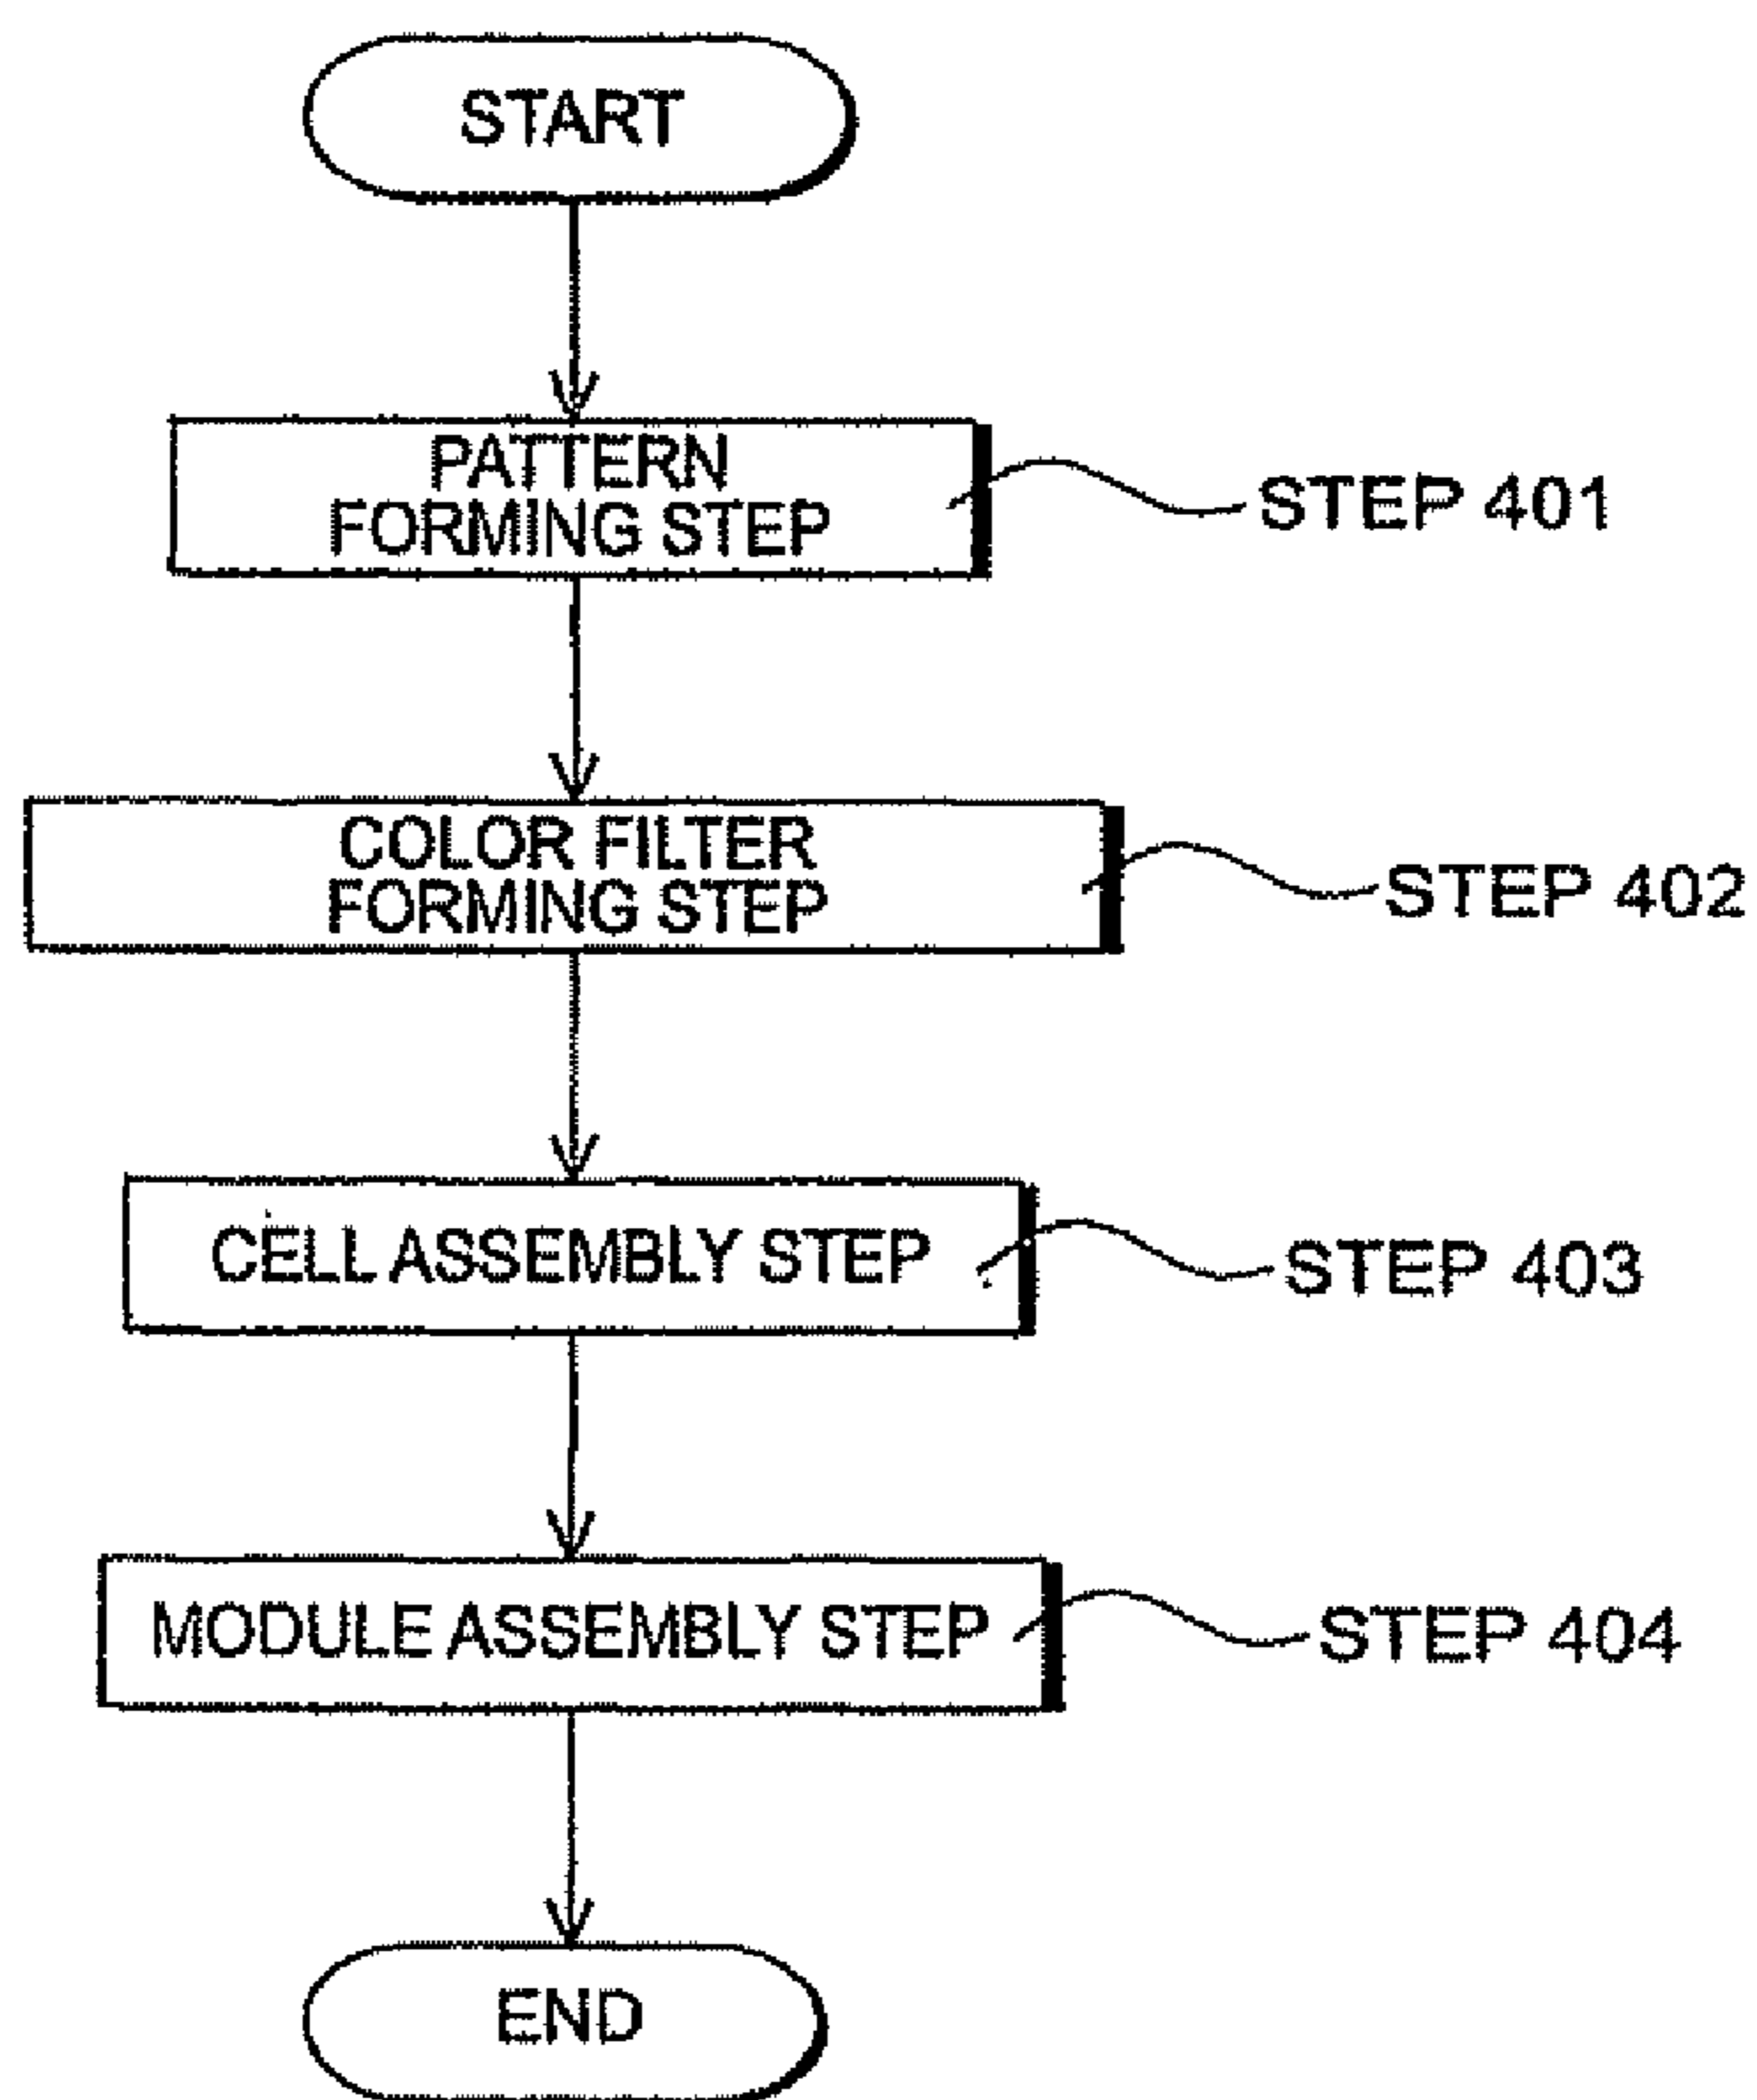 START
PATTERN
FORMING STEP
STEP 401
COLOR FILTER
FORMING STEP
STEP 402
CELL ASSEMBLY STEP
STEP 403
MODULE ASSEMBLY STEP
STEP 404
END